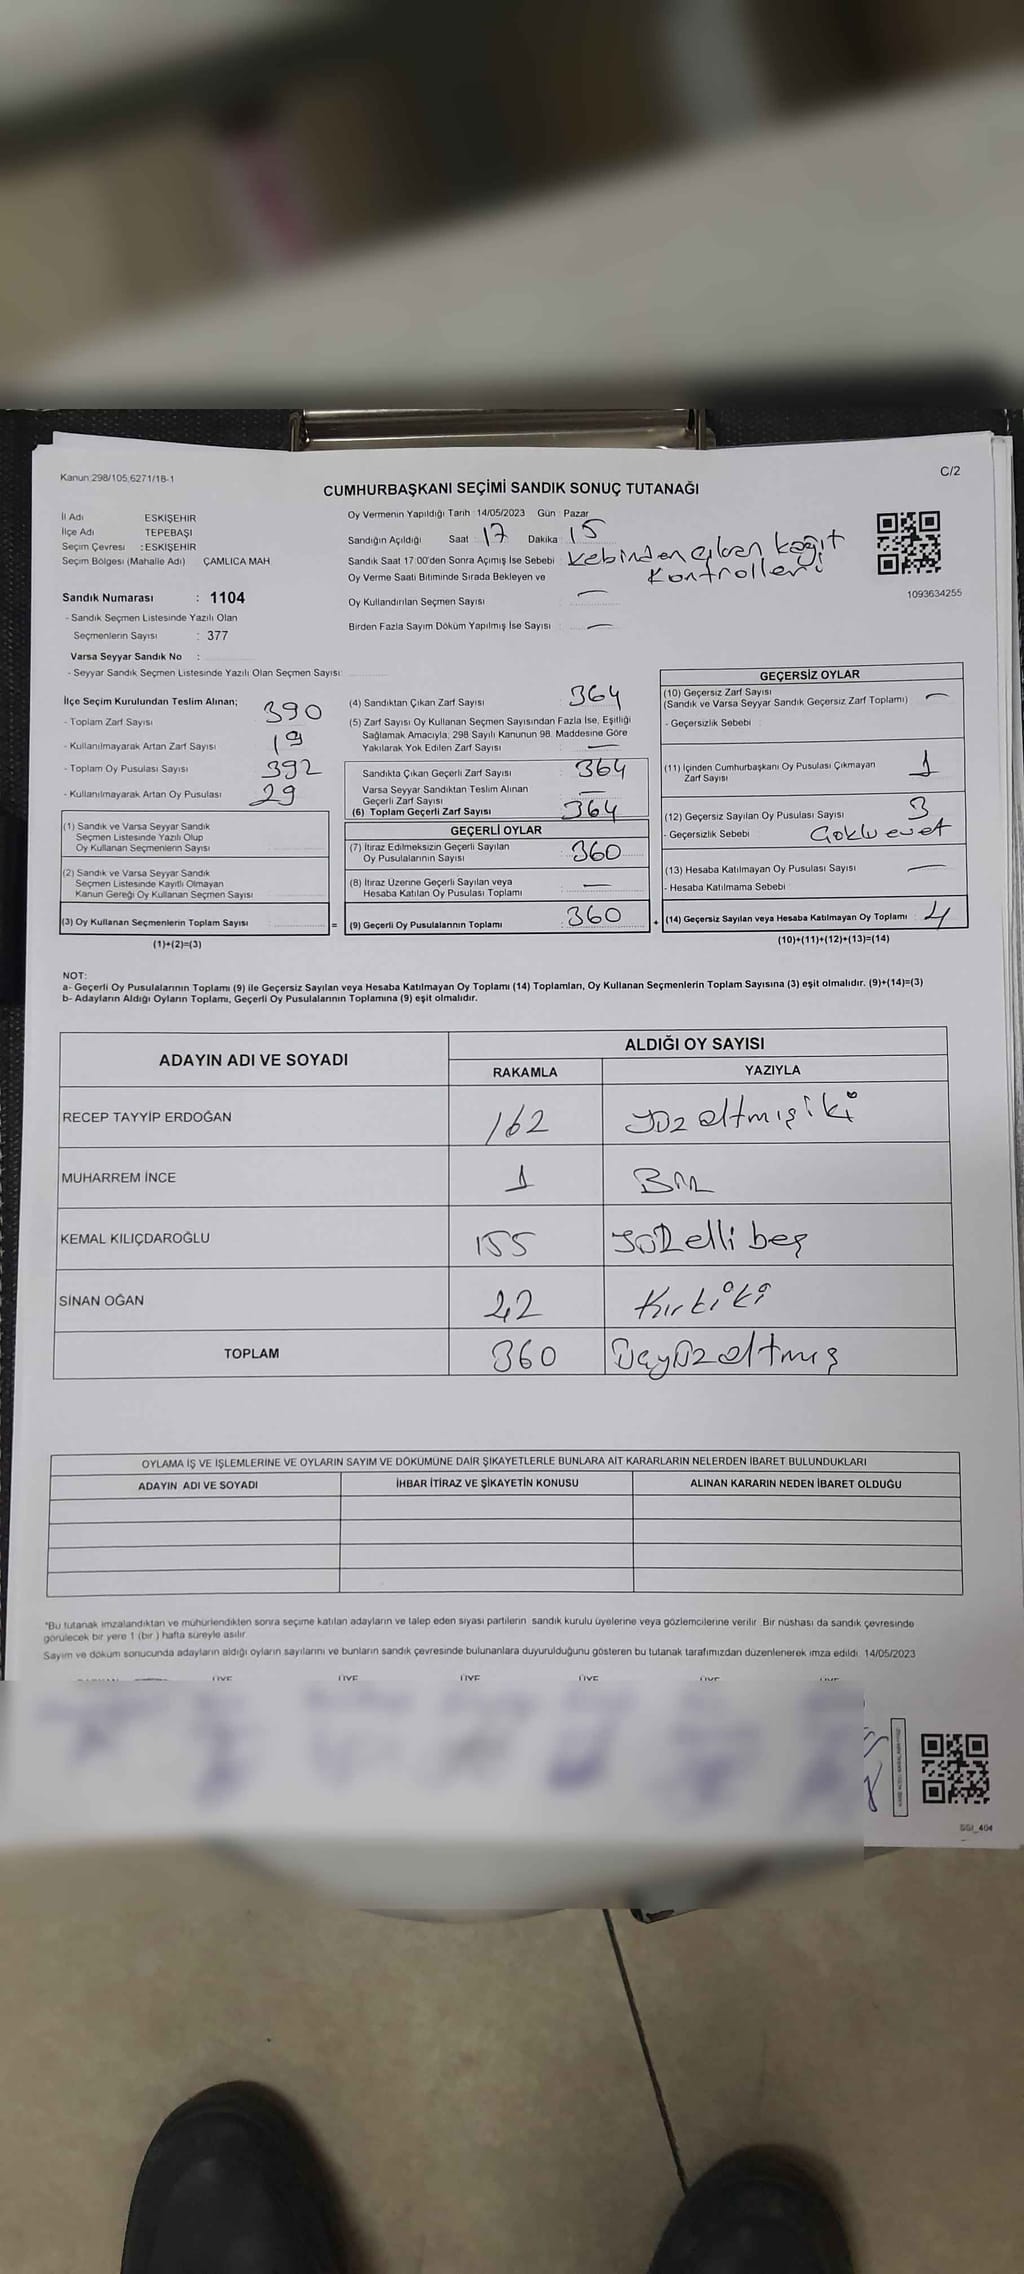 Kanun:298/105,6271/18-1
C/2
CUMHURBAŞKANI SEÇİMİ SANDIK SONUÇ TUTANAĞI
İl Adı ESKİŞEHİR
İlçe Adı TEPEBAŞI
Seçim Çevresi :ESKİŞEHİR
Seçim Bölgesi (Mahalle Adı) ÇAMLICA MAH
Sandık Numarası : 1104
- Sandık Seçmen Listesinde Yazılı Olan
Seçmenlerin Sayısı : 377
Varsa Seyyar Sandık No :
- Seyyar Sandık Seçmen Listesinde Yazılı Olan Seçmen Sayısı:
Oy Vermenin Yapıldığı Tarih : 14/05/2023 Gün : Pazar
Sandığın Açıldığı Saat : 17 Dakika : 15
Sandık Saat 17:00'den Sonra Açımış İse Sebebi : kebinden çıkan kağıt
kontrolleri
Oy Verme Saati Bitiminde Sırada Bekleyen ve
Oy Kullandırılan Seçmen Sayısı : —
Birden Fazla Sayım Döküm Yapılmış İse Sayısı : —
1093634255
İlçe Seçim Kurulundan Teslim Alınan;
- Toplam Zarf Sayısı 390
- Kullanılmayarak Artan Zarf Sayısı 19
- Toplam Oy Pusulası Sayısı 392
- Kullanılmayarak Artan Oy Pusulası 29
(1) Sandık ve Varsa Seyyar Sandık
Seçmen Listesinde Yazılı Olup
Oy Kullanan Seçmenlerin Sayısı
(2) Sandık ve Varsa Seyyar Sandık
Seçmen Listesinde Kayıtlı Olmayan
Kanun Gereği Oy Kullanan Seçmen Sayısı
(3) Oy Kullanan Seçmenlerin Toplam Sayısı =
(1)+(2)=(3)
(4) Sandıktan Çıkan Zarf Sayısı : 364
(5) Zarf Sayısı Oy Kullanan Seçmen Sayısından Fazla İse, Eşitliği
Sağlamak Amacıyla, 298 Sayılı Kanunun 98. Maddesine Göre
Yakılarak Yok Edilen Zarf Sayısı : —
Sandıkta Çıkan Geçerli Zarf Sayısı : 364
Varsa Seyyar Sandıktan Teslim Alınan
Geçerli Zarf Sayısı : —
(6) Toplam Geçerli Zarf Sayısı : 364
GEÇERLİ OYLAR
(7) İtiraz Edilmeksizin Geçerli Sayılan
Oy Pusulalarının Sayısı : 360
(8) İtiraz Üzerine Geçerli Sayılan veya
Hesaba Katılan Oy Pusulası Toplamı : —
(9) Geçerli Oy Pusulalarının Toplamı : 360 +
GEÇERSİZ OYLAR
(10) Geçersiz Zarf Sayısı
(Sandık ve Varsa Seyyar Sandık Geçersiz Zarf Toplamı) —
- Geçersizlik Sebebi :
(11) İçinden Cumhurbaşkanı Oy Pusulası Çıkmayan
Zarf Sayısı 1
(12) Geçersiz Sayılan Oy Pusulası Sayısı 3
- Geçersizlik Sebebi : Çoklu evet
(13) Hesaba Katılmayan Oy Pusulası Sayısı —
- Hesaba Katılmama Sebebi
(14) Geçersiz Sayılan veya Hesaba Katılmayan Oy Toplamı : 4
(10)+(11)+(12)+(13)=(14)
NOT:
a- Geçerli Oy Pusulalarının Toplamı (9) ile Geçersiz Sayılan veya Hesaba Katılmayan Oy Toplamı (14) Toplamları, Oy Kullanan Seçmenlerin Toplam Sayısına (3) eşit olmalıdır. (9)+(14)=(3)
b- Adayların Aldığı Oyların Toplamı, Geçerli Oy Pusulalarının Toplamına (9) eşit olmalıdır.
ADAYIN ADI VE SOYADI
ALDIĞI OY SAYISI
RAKAMLA YAZIYLA
RECEP TAYYİP ERDOĞAN 162 yüzaltmışiki
MUHARREM İNCE 1 Bir
KEMAL KILIÇDAROĞLU 155 yüzellibeş
SİNAN OĞAN 42 Kırkiki
TOPLAM 360 Üçyüzaltmış
OYLAMA İŞ VE İŞLEMLERİNE VE OYLARIN SAYIM VE DÖKÜMÜNE DAİR ŞİKAYETLERLE BUNLARA AİT KARARLARIN NELERDEN İBARET BULUNDUKLARI
ADAYIN ADI VE SOYADI İHBAR İTİRAZ VE ŞİKAYETİN KONUSU ALINAN KARARIN NEDEN İBARET OLDUĞU
*Bu tutanak imzalandıktan ve mühürlendikten sonra seçime katılan adayların ve talep eden siyasi partilerin sandık kurulu üyelerine veya gözlemcilerine verilir. Bir nüshası da sandık çevresinde
görülecek bir yere 1 (bir ) hafta süreyle asılır.
Sayım ve döküm sonucunda adayların aldığı oyların sayılarını ve bunların sandık çevresinde bulunanlara duyurulduğunu gösteren bu tutanak tarafımızdan düzenlenerek imza edildi. 14/05/2023
ÜYE ÜYE ÜYE ÜYE ÜYE ÜYE
SSI_404